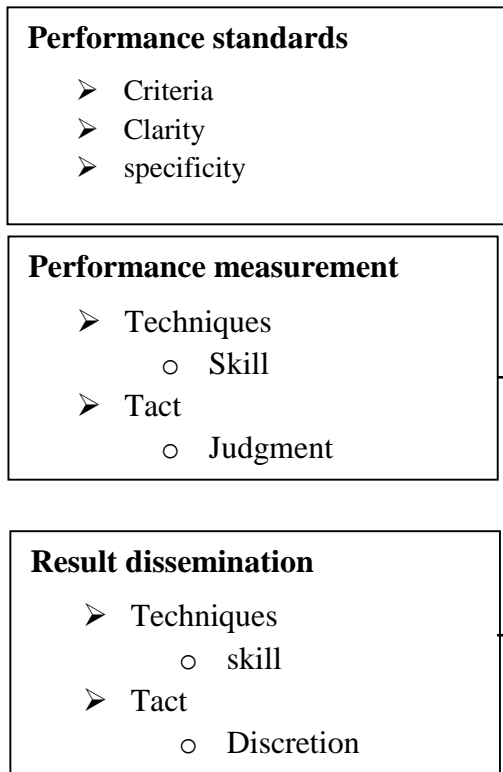 Performance standards
➢ Criteria
➢ Clarity
➢ specificity
Performance measurement
➢ Techniques
o Skill
➢ Tact
o Judgment
Result dissemination
➢ Techniques
o skill
➢ Tact
o Discretion